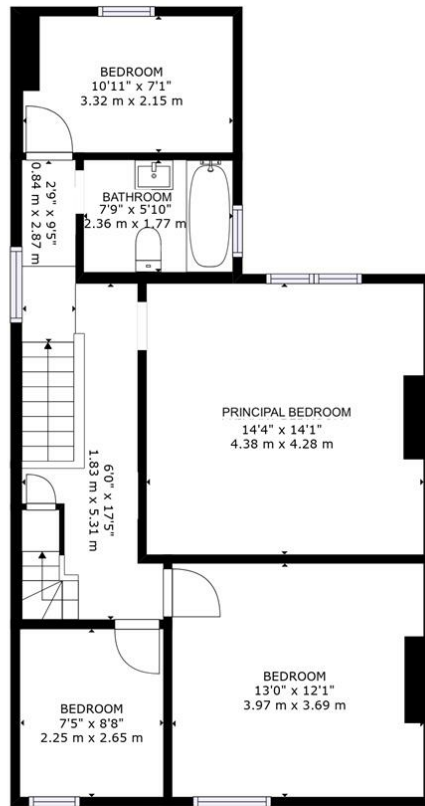 BEDROOM
10'11" x 7'1"
3.32 m x 2.15 m
2'9" x 9'5"
0.84 m x 2.87 m
BATHROOM
7'9" x 5'10"
2.36 m x 1.77 m
PRINCIPAL BEDROOM
14'4" x 14'1"
4.38 m x 4.28 m
6'0" x 17'5"
1.83 m x 5.31 m
BEDROOM
13'0" x 12'1"
3.97 m x 3.69 m
BEDROOM
7'5" x 8'8"
2.25 m x 2.65 m